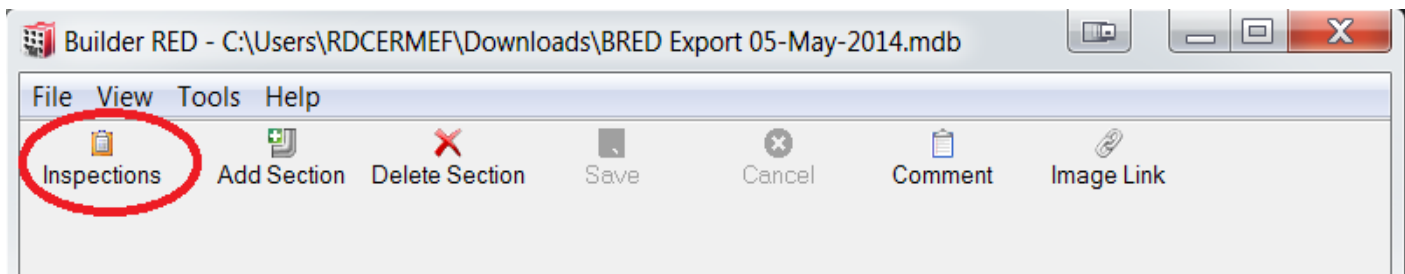 Builder RED - C:\Users\RDCERMEF\Downloads\BRED Export 05-May-2014.mdb
File View Tools Help
Inspections Add Section Delete Section Save Cancel Comment Image Link